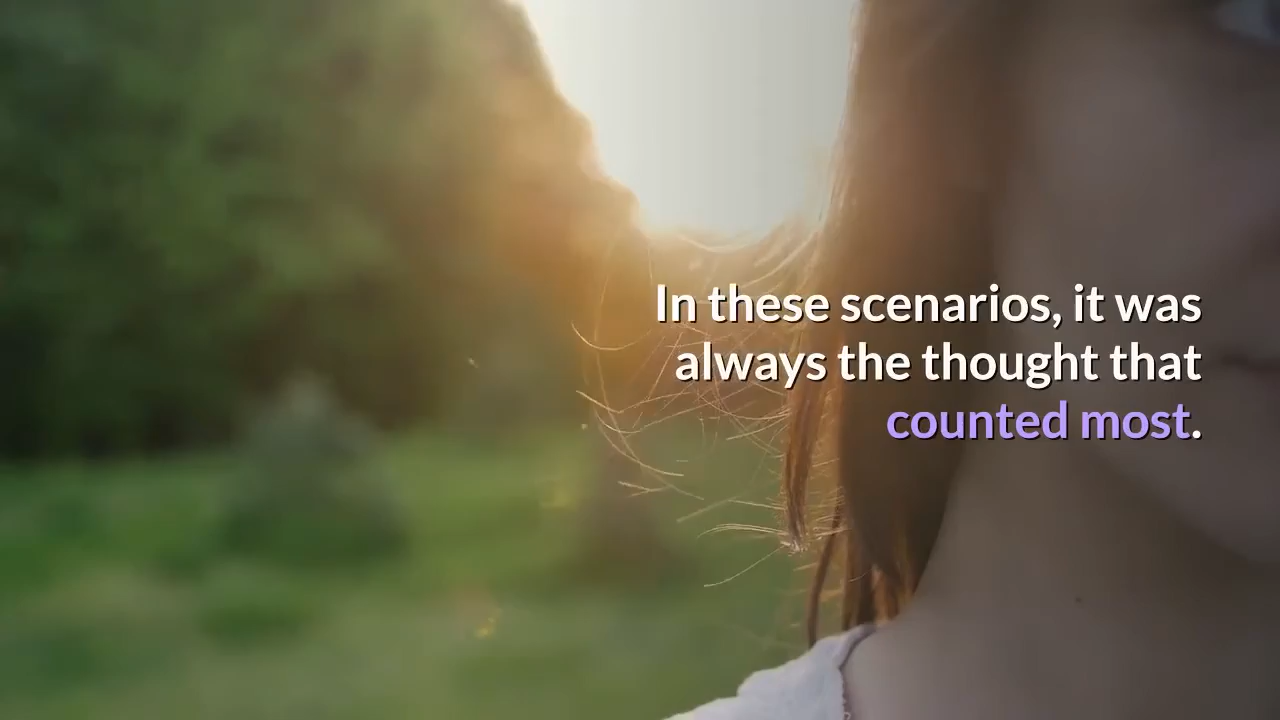 In these scenarios, it was
always the thought that
counted most.